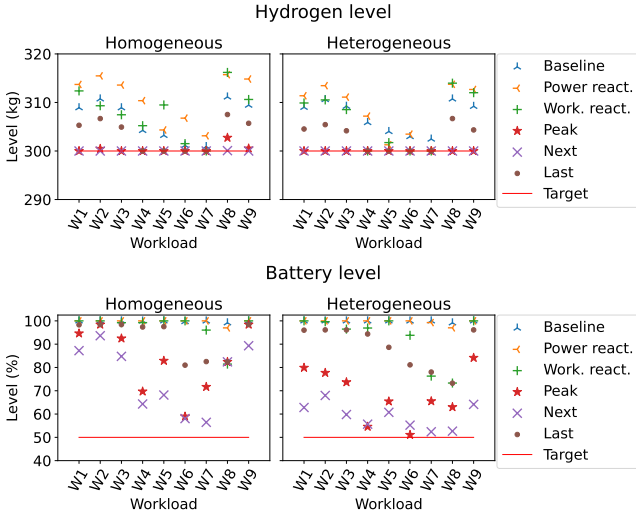 Hydrogen level
Homogeneous
Heterogeneous
Level (kg)
320
310
300
290
W1 W2 W3 W4 W5 W6 W7 W8 W9
W1 W2 W3 W4 W5 W6 W7 W8 W9
Workload
Workload
Baseline
Power react.
Work. react.
Peak
Next
Last
Target
Battery level
Homogeneous
Heterogeneous
Level (%)
100
90
80
70
60
50
40
W1 W2 W3 W4 W5 W6 W7 W8 W9
W1 W2 W3 W4 W5 W6 W7 W8 W9
Workload
Workload
Baseline
Power react.
Work. react.
Peak
Next
Last
Target